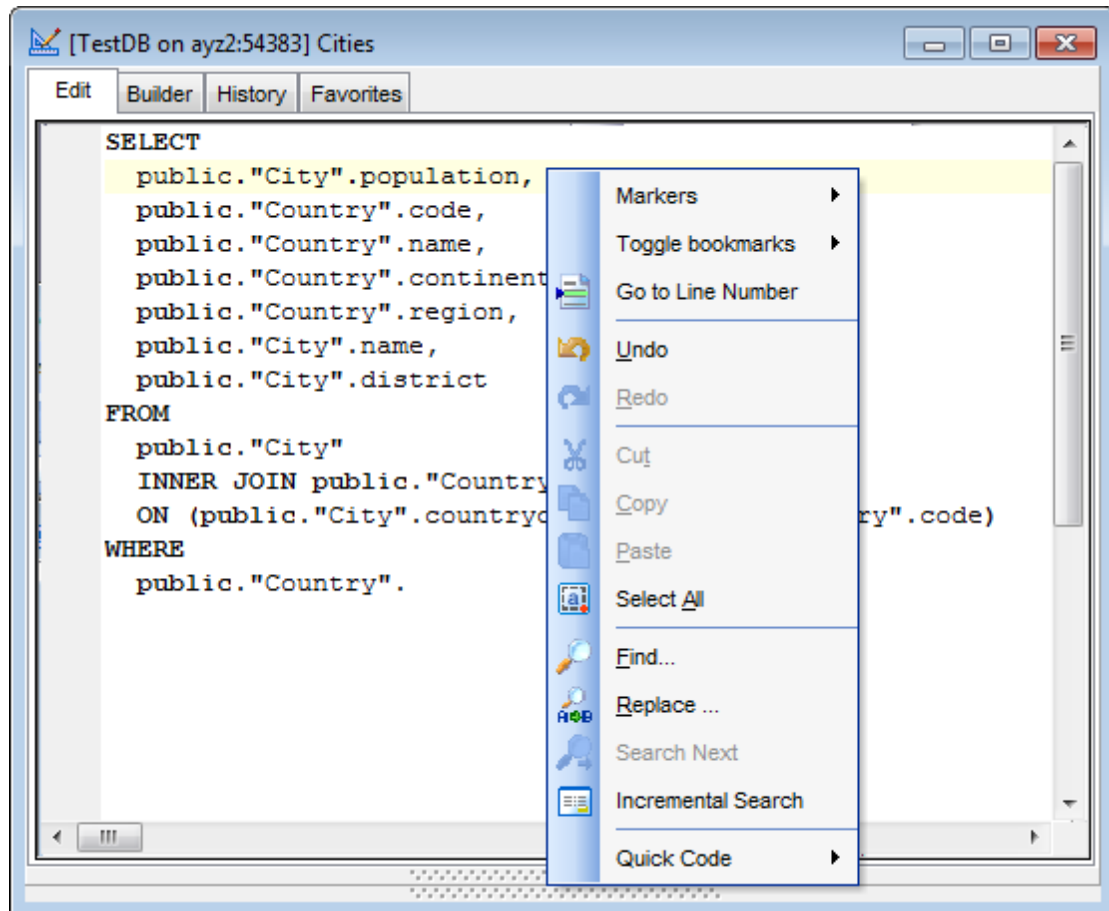 [TestDB on ayz2:54383] Cities
Edit Builder History Favorites
SELECT
public."City".population,
public."Country".code,
public."Country".name,
public."Country".continent
public."Country".region,
public."City".name,
public."City".district
FROM
public."City"
INNER JOIN public."Country
ON (public."City".countryc ry".code)
WHERE
public."Country".
Markers
Toggle bookmarks
Go to Line Number
Undo
Redo
Cut
Copy
Paste
Select All
Find...
Replace ...
Search Next
Incremental Search
Quick Code